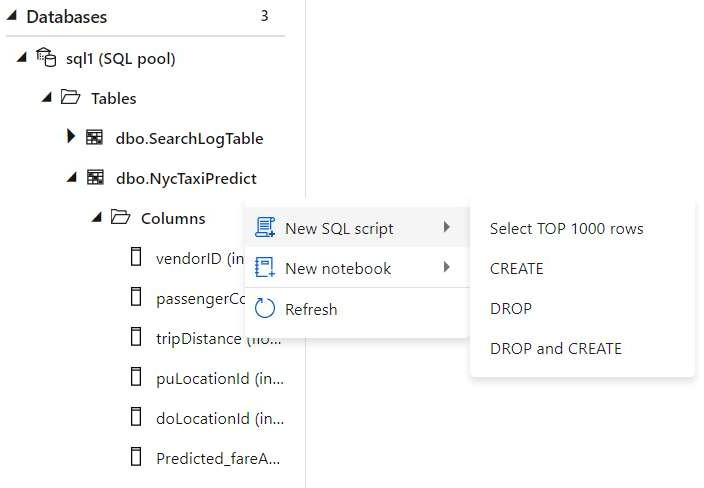 Databases 3
sql1 (SQL pool)
Tables
dbo.SearchLogTable
dbo.NycTaxiPredict
Columns
New SQL script
Select TOP 1000 rows
vendorID (in
New notebook
CREATE
passengerCo
Refresh
DROP
tripDistance (flo...
DROP and CREATE
puLocationId (in...
doLocationId (in...
Predicted_fareA...